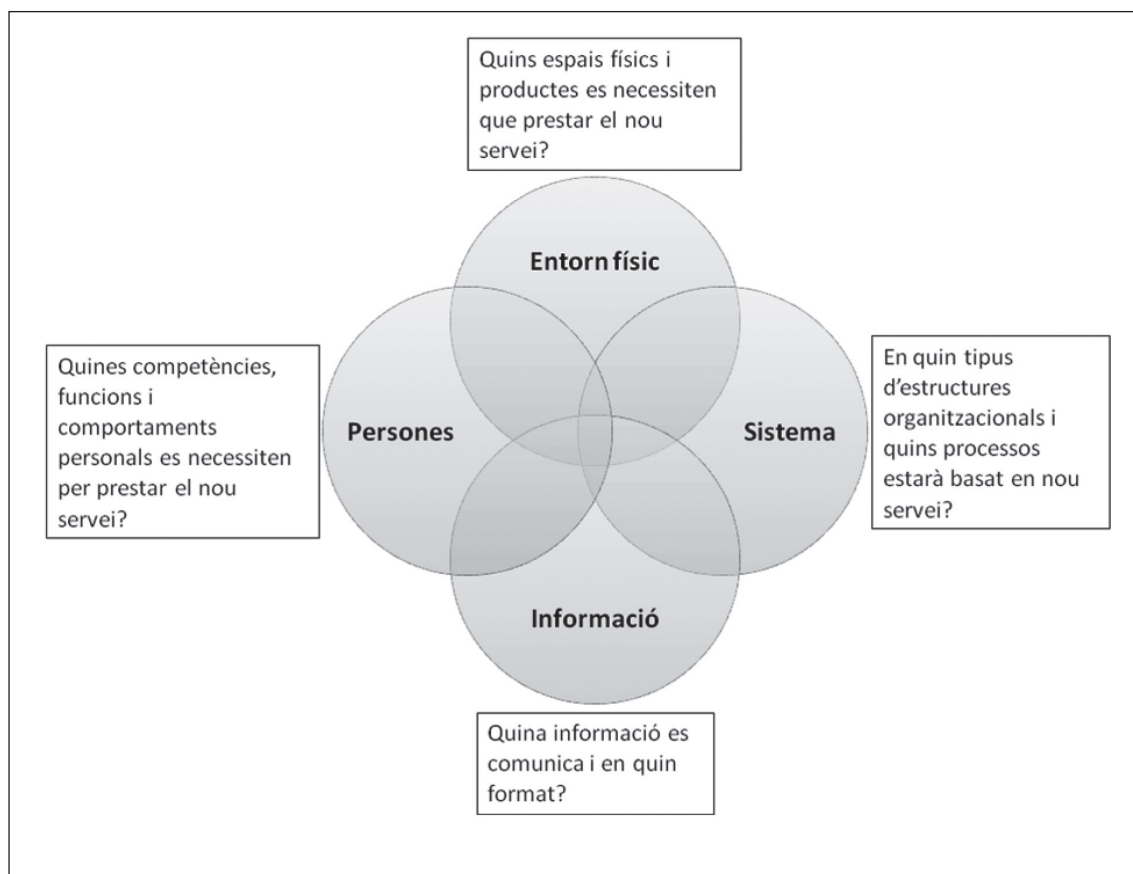 Quins espais físics i
productes es necessiten
que prestar el nou
servei?
Entorn físic
Quines competències,
funcions i
comportaments
personals es necessiten
per prestar el nou
servei?
Persones
Sistema
En quin tipus
d'estructures
organitzacionals i
quins processos
estarà basat en nou
servei?
Informació
Quina informació es
comunica i en quin
format?